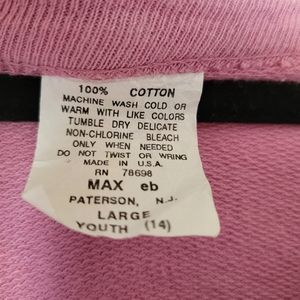 100% COTTON
MACHINE WASH COLD OR
WARM WITH LIKE COLORS
TUMBLE DRY DELICATE
NON-CHLORINE BLEACH
ONLY WHEN NEEDED
DO NOT TWIST OR WRING
MADE IN U.S.A.
RN 78698
MAX eb
PATERSON, N.J.
LARGE
YOUTH (14)